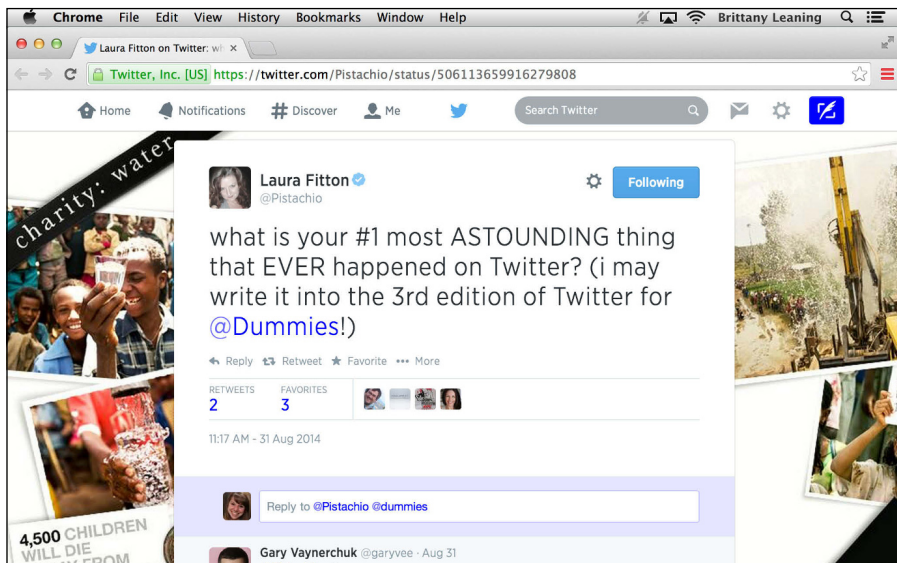 Chrome File Edit View History Bookmarks Window Help Brittany Leaning
Laura Fitton on Twitter: wh ×
Twitter, Inc. [US] https://twitter.com/Pistachio/status/506113659916279808
Home Notifications # Discover Me Search Twitter
charity: water
Laura Fitton
@Pistachio
Following
what is your #1 most ASTOUNDING thing
that EVER happened on Twitter? (i may
write it into the 3rd edition of Twitter for
@Dummies!)
Reply Retweet Favorite ••• More
RETWEETS FAVORITES
2 3
11:17 AM - 31 Aug 2014
Reply to @Pistachio @dummies
4,500 CHILDREN
WILL DIE
FROM
Gary Vaynerchuk @garyvee · Aug 31